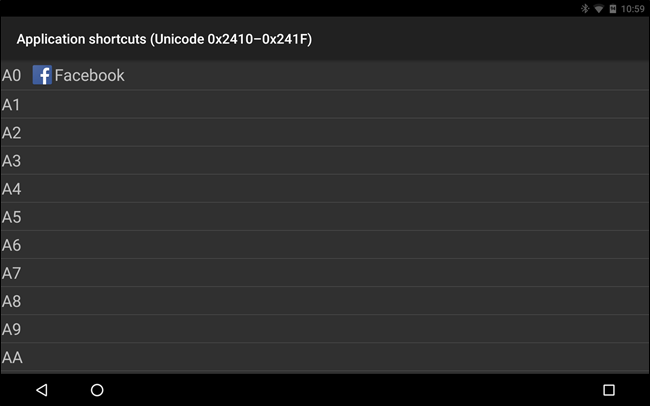 10:59
Application shortcuts (Unicode 0x2410–0x241F)
A0 Facebook
A1
A2
A3
A4
A5
A6
A7
A8
A9
AA